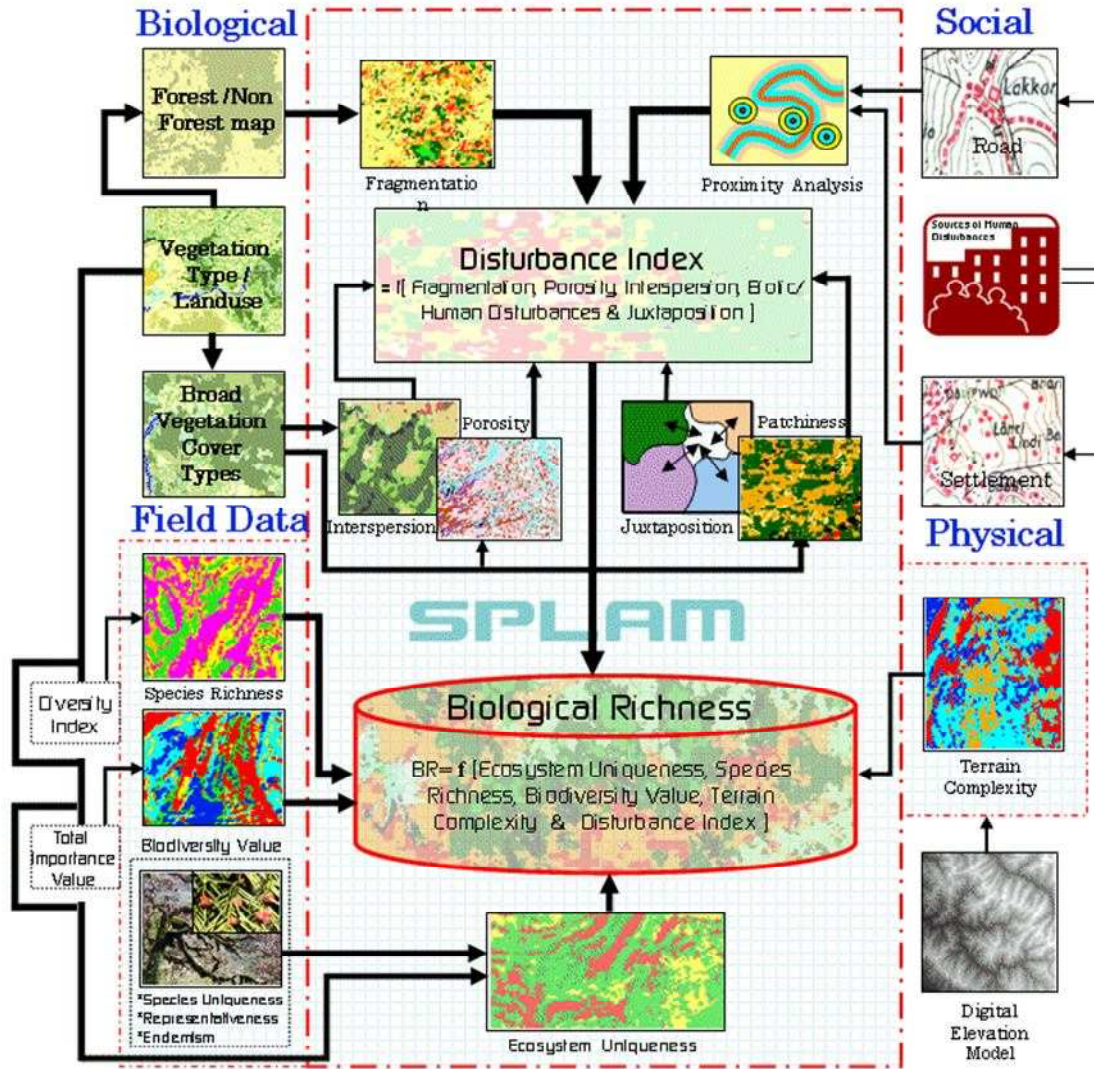 Biological
Social
Forest /Non
Forest map
Fragmentatio
n
Proximity Analysis
Lakkar
Road
Vegetation
Type /
Landuse
Disturbance Index
= f[ Fragmentation, Porosity, Interspersion, Biotic/
Human Disturbances & Juxtaposition ]
Sources of Human
Disturbances
Broad
Vegetation
Cover
Types
Porosity
Patchiness
Interspersion
Juxtaposition
Settlement
Field Data
Physical
SPLAM
Species Richness
Diversity
Index
Biological Richness
BR= f [Ecosystem Uniqueness, Species
Richness, Biodiversity Value, Terrain
Complexity & Disturbance Index ]
Terrain
Complexity
Total
Importance
Value
Biodiversity Value
*Species Uniqueness
*Representativeness
*Endemism
Ecosystem Uniqueness
Digital
Elevation
Model